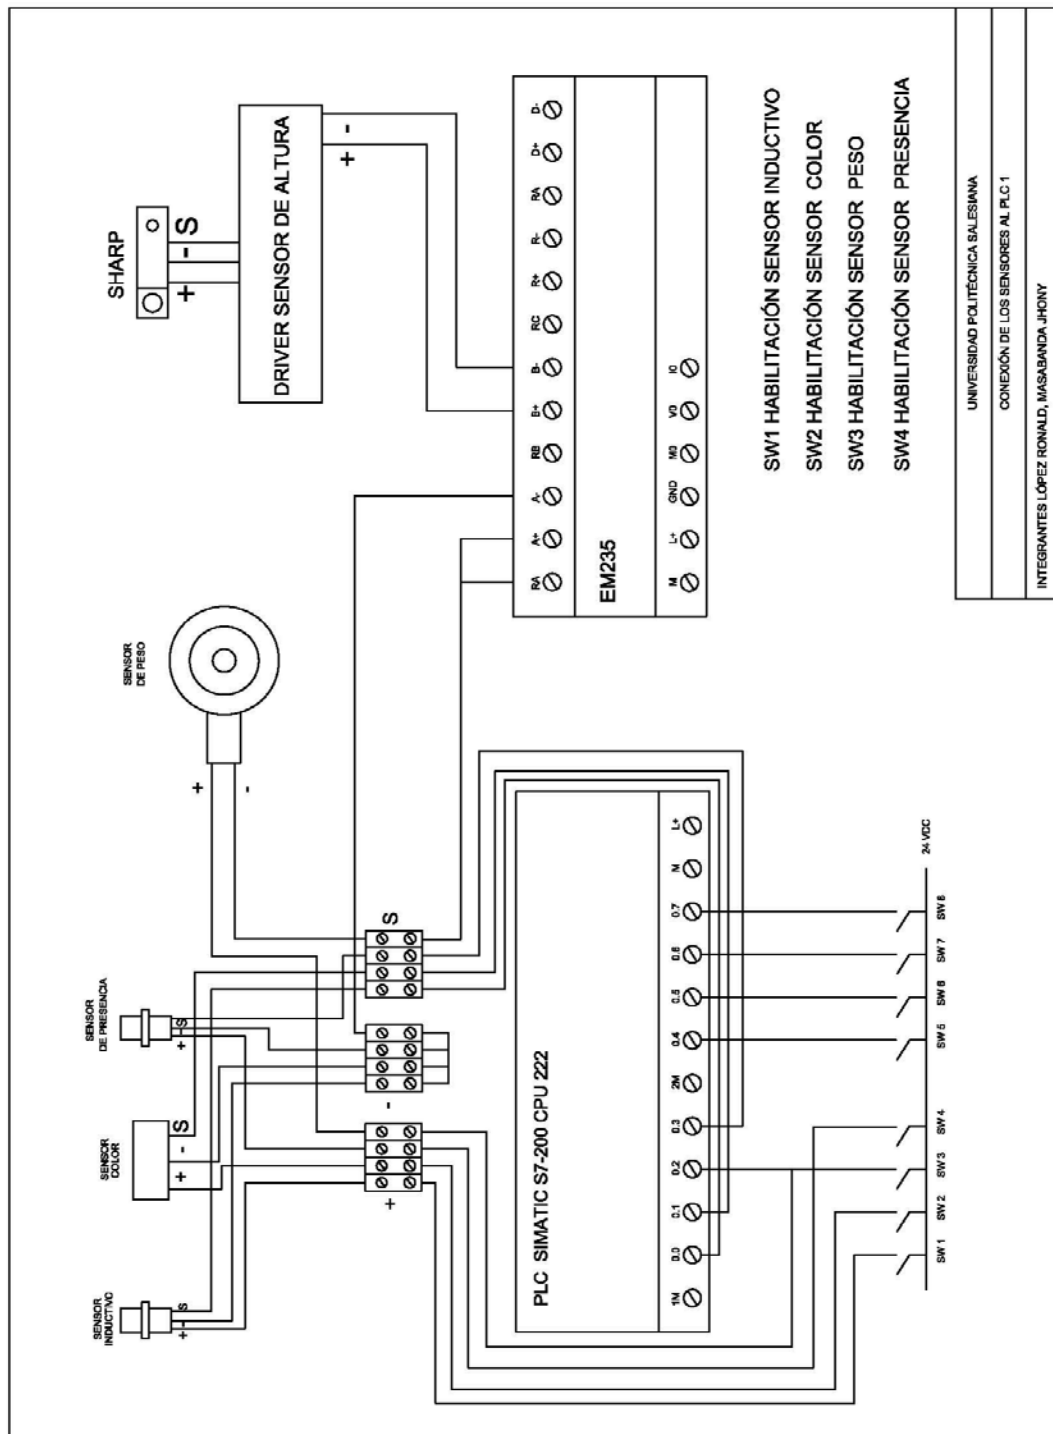 SENSOR
INDUCTIVO
+ - S
SENSOR
COLOR
+ - S
SENSOR
DE PRESENCIA
+ - S
SENSOR
DE PESO
+
-
SHARP
+ - S
DRIVER SENSOR DE ALTURA
+ -
+
-
S
PLC SIMATIC S7-200 CPU 222
1M 0.0 0.1 0.2 0.3 2M 0.4 0.5 0.6 0.7 M L+
SW 1 SW 2 SW 3 SW 4 SW 5 SW 6 SW 7 SW 8
24 VDC
RA A+ A- RB B+ B- RC R+ R- RA D+ D-
EM235
M L+ GND M0 V0 I0
SW1 HABILITACIÓN SENSOR INDUCTIVO
SW2 HABILITACIÓN SENSOR COLOR
SW3 HABILITACIÓN SENSOR PESO
SW4 HABILITACIÓN SENSOR PRESENCIA
UNIVERSIDAD POLITÉCNICA SALESIANA
CONEXIÓN DE LOS SENSORES AL PLC 1
INTEGRANTES LÓPEZ RONALD, MASABANDA JHONY